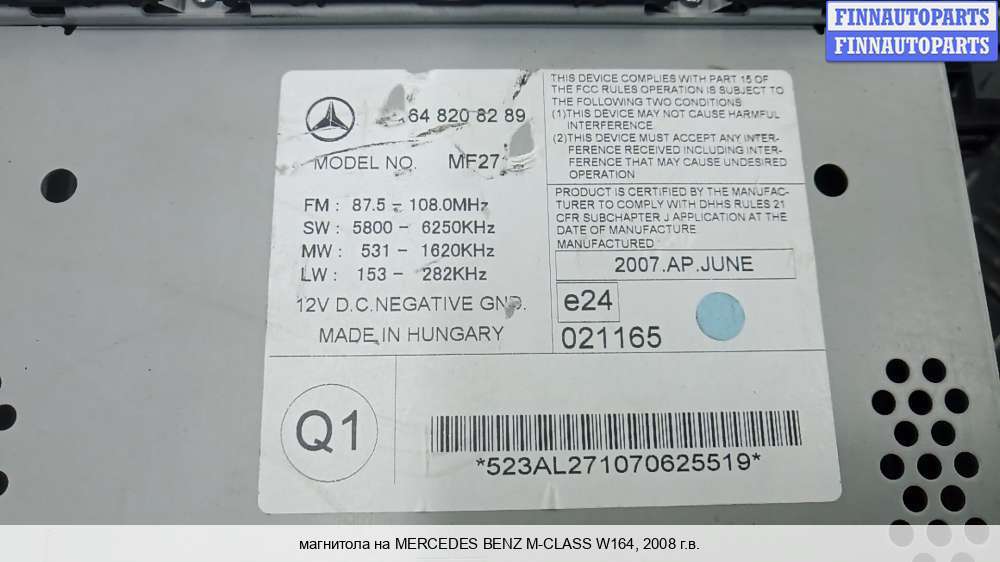 FINNAUTOPARTS
FINNAUTOPARTS
64 820 82 89
MODEL NO. MF27
FM : 87.5 - 108.0MHz
SW : 5800 - 6250KHz
MW : 531 - 1620KHz
LW : 153 - 282KHz
12V D.C.NEGATIVE GND.
MADE IN HUNGARY
THIS DEVICE COMPLIES WITH PART 15 OF
THE FCC RULES OPERATION IS SUBJECT TO
THE FOLLOWING TWO CONDITIONS:
(1)THIS DEVICE MAY NOT CAUSE HARMFUL
INTERFERENCE.
(2)THIS DEVICE MUST ACCEPT ANY INTER-
FERENCE RECEIVED INCLUDING INTER-
FERENCE THAT MAY CAUSE UNDESIRED
OPERATION
PRODUCT IS CERTIFIED BY THE MANUFAC-
TURER TO COMPLY WITH DHHS RULES 21
CFR SUBCHAPTER J APPLICATION AT THE
DATE OF MANUFACTURE.
MANUFACTURED:
2007.AP.JUNE
e24
021165
Q1
*523AL271070625519*
магнитола на MERCEDES BENZ M-CLASS W164, 2008 г.в.